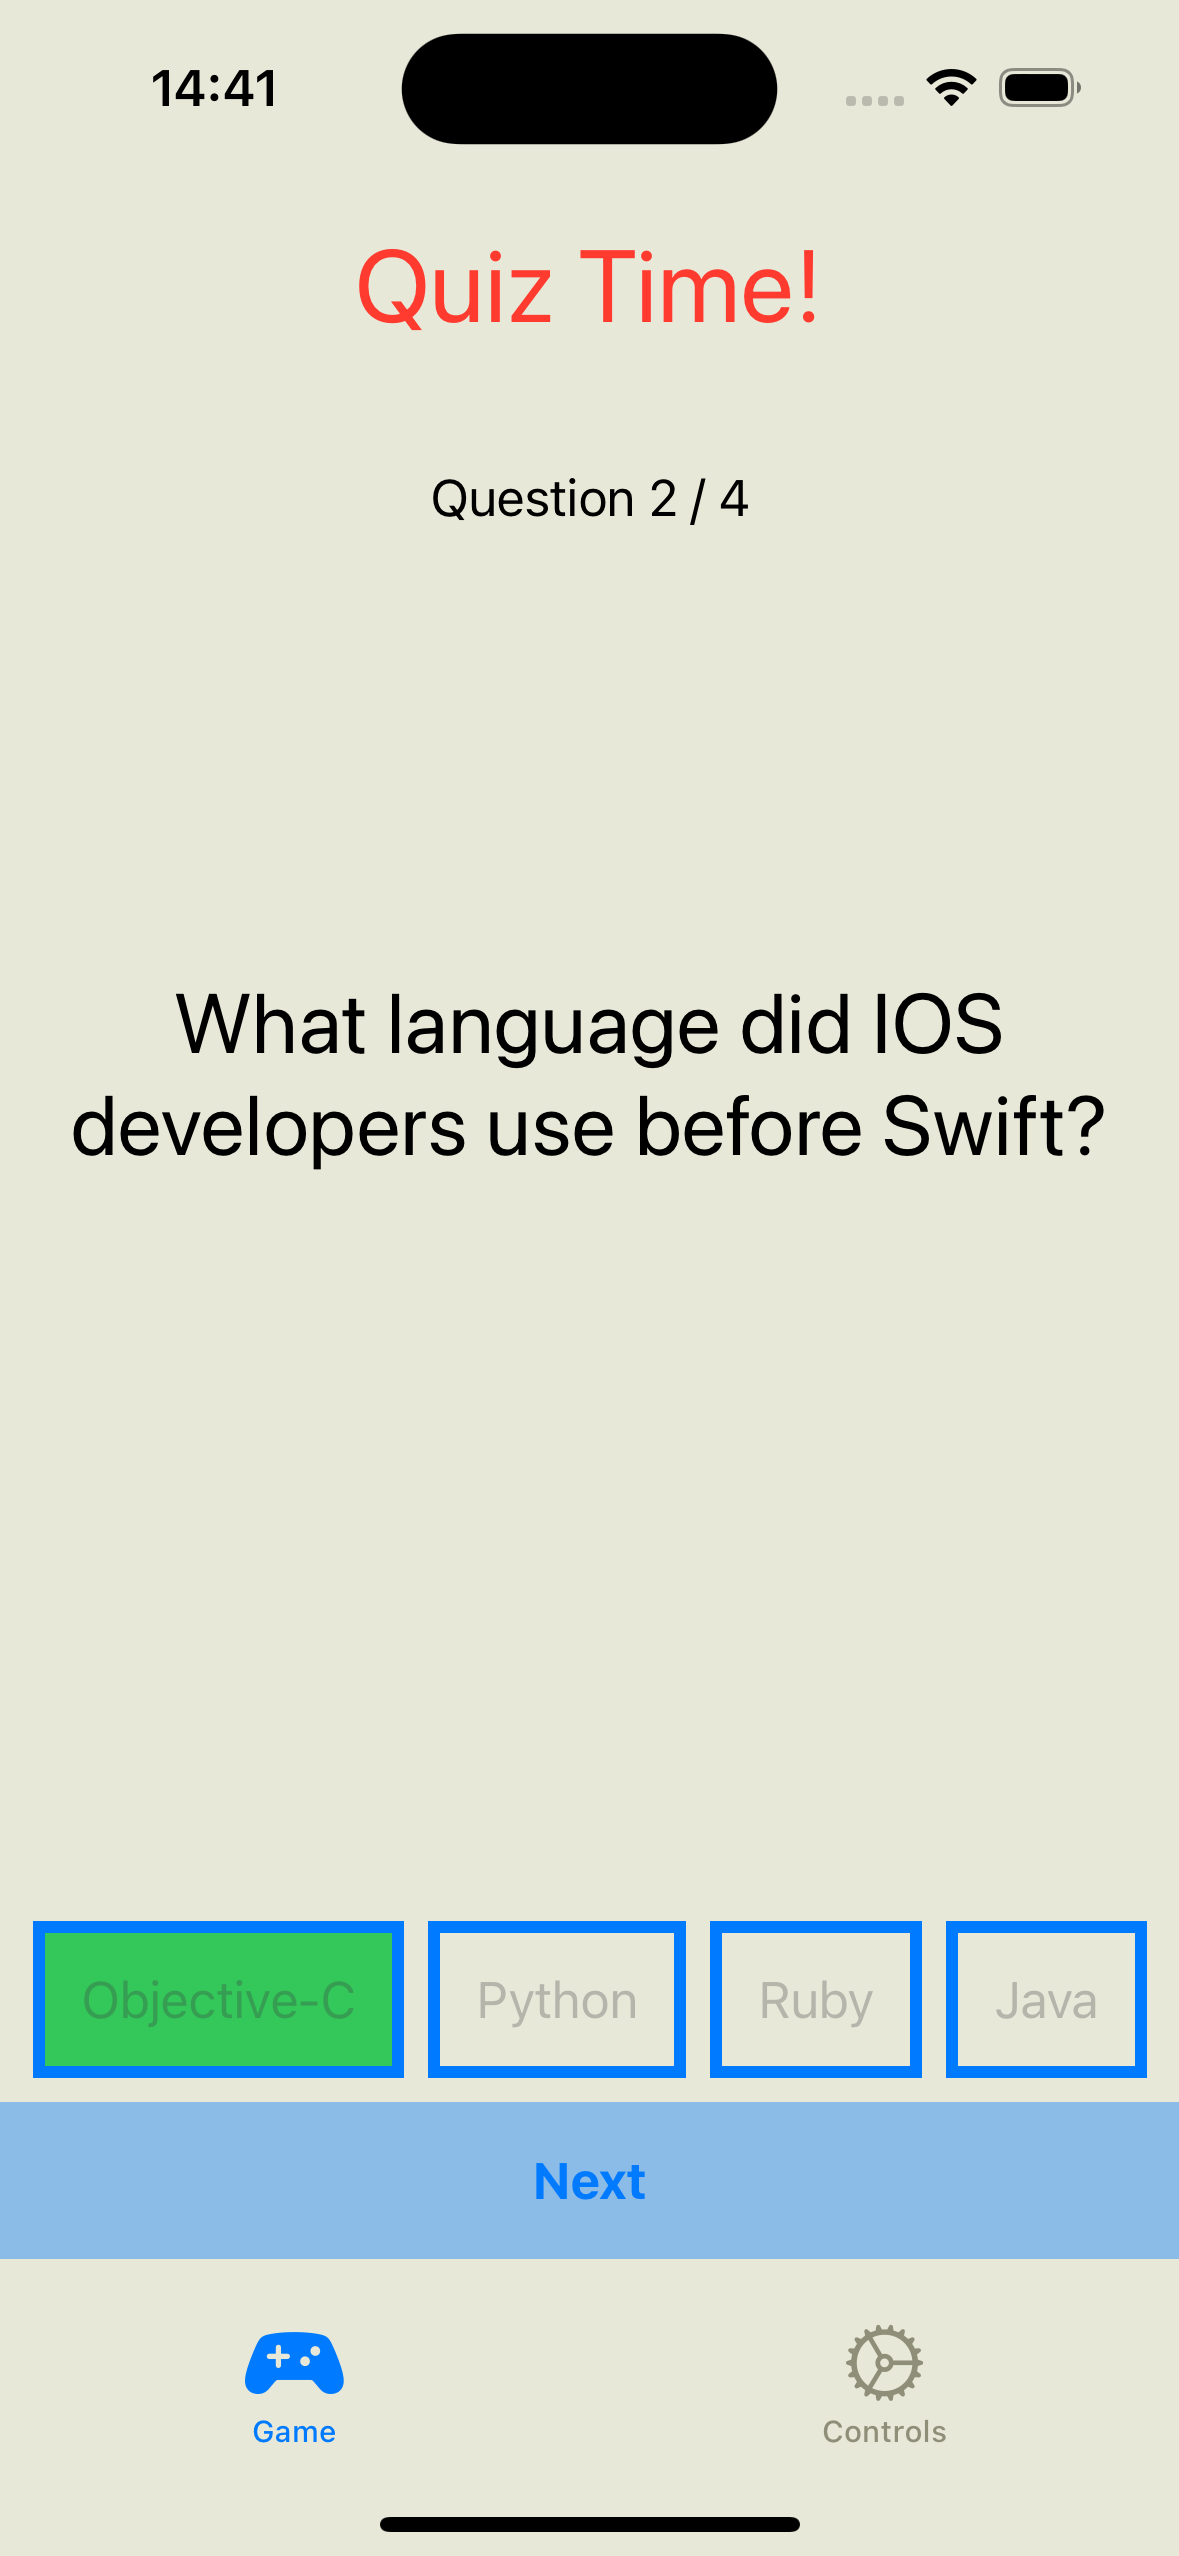 14:41
Quiz Time!
Question 2 / 4
What language did IOS
developers use before Swift?
Objective-C
Python
Ruby
Java
Next
Game
Controls